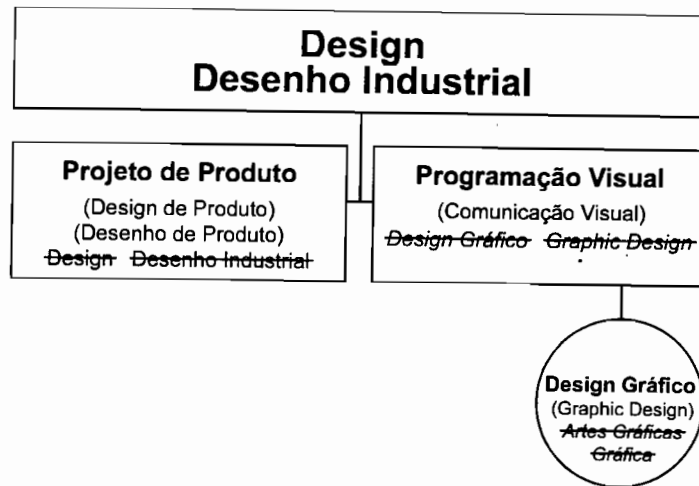 Design
Desenho Industrial
Projeto de Produto
(Design de Produto)
(Desenho de Produto)
Design Desenho Industrial
Programação Visual
(Comunicação Visual)
Design Gráfico Graphic Design
Design Gráfico
(Graphic Design)
Artes Gráficas
Gráfica